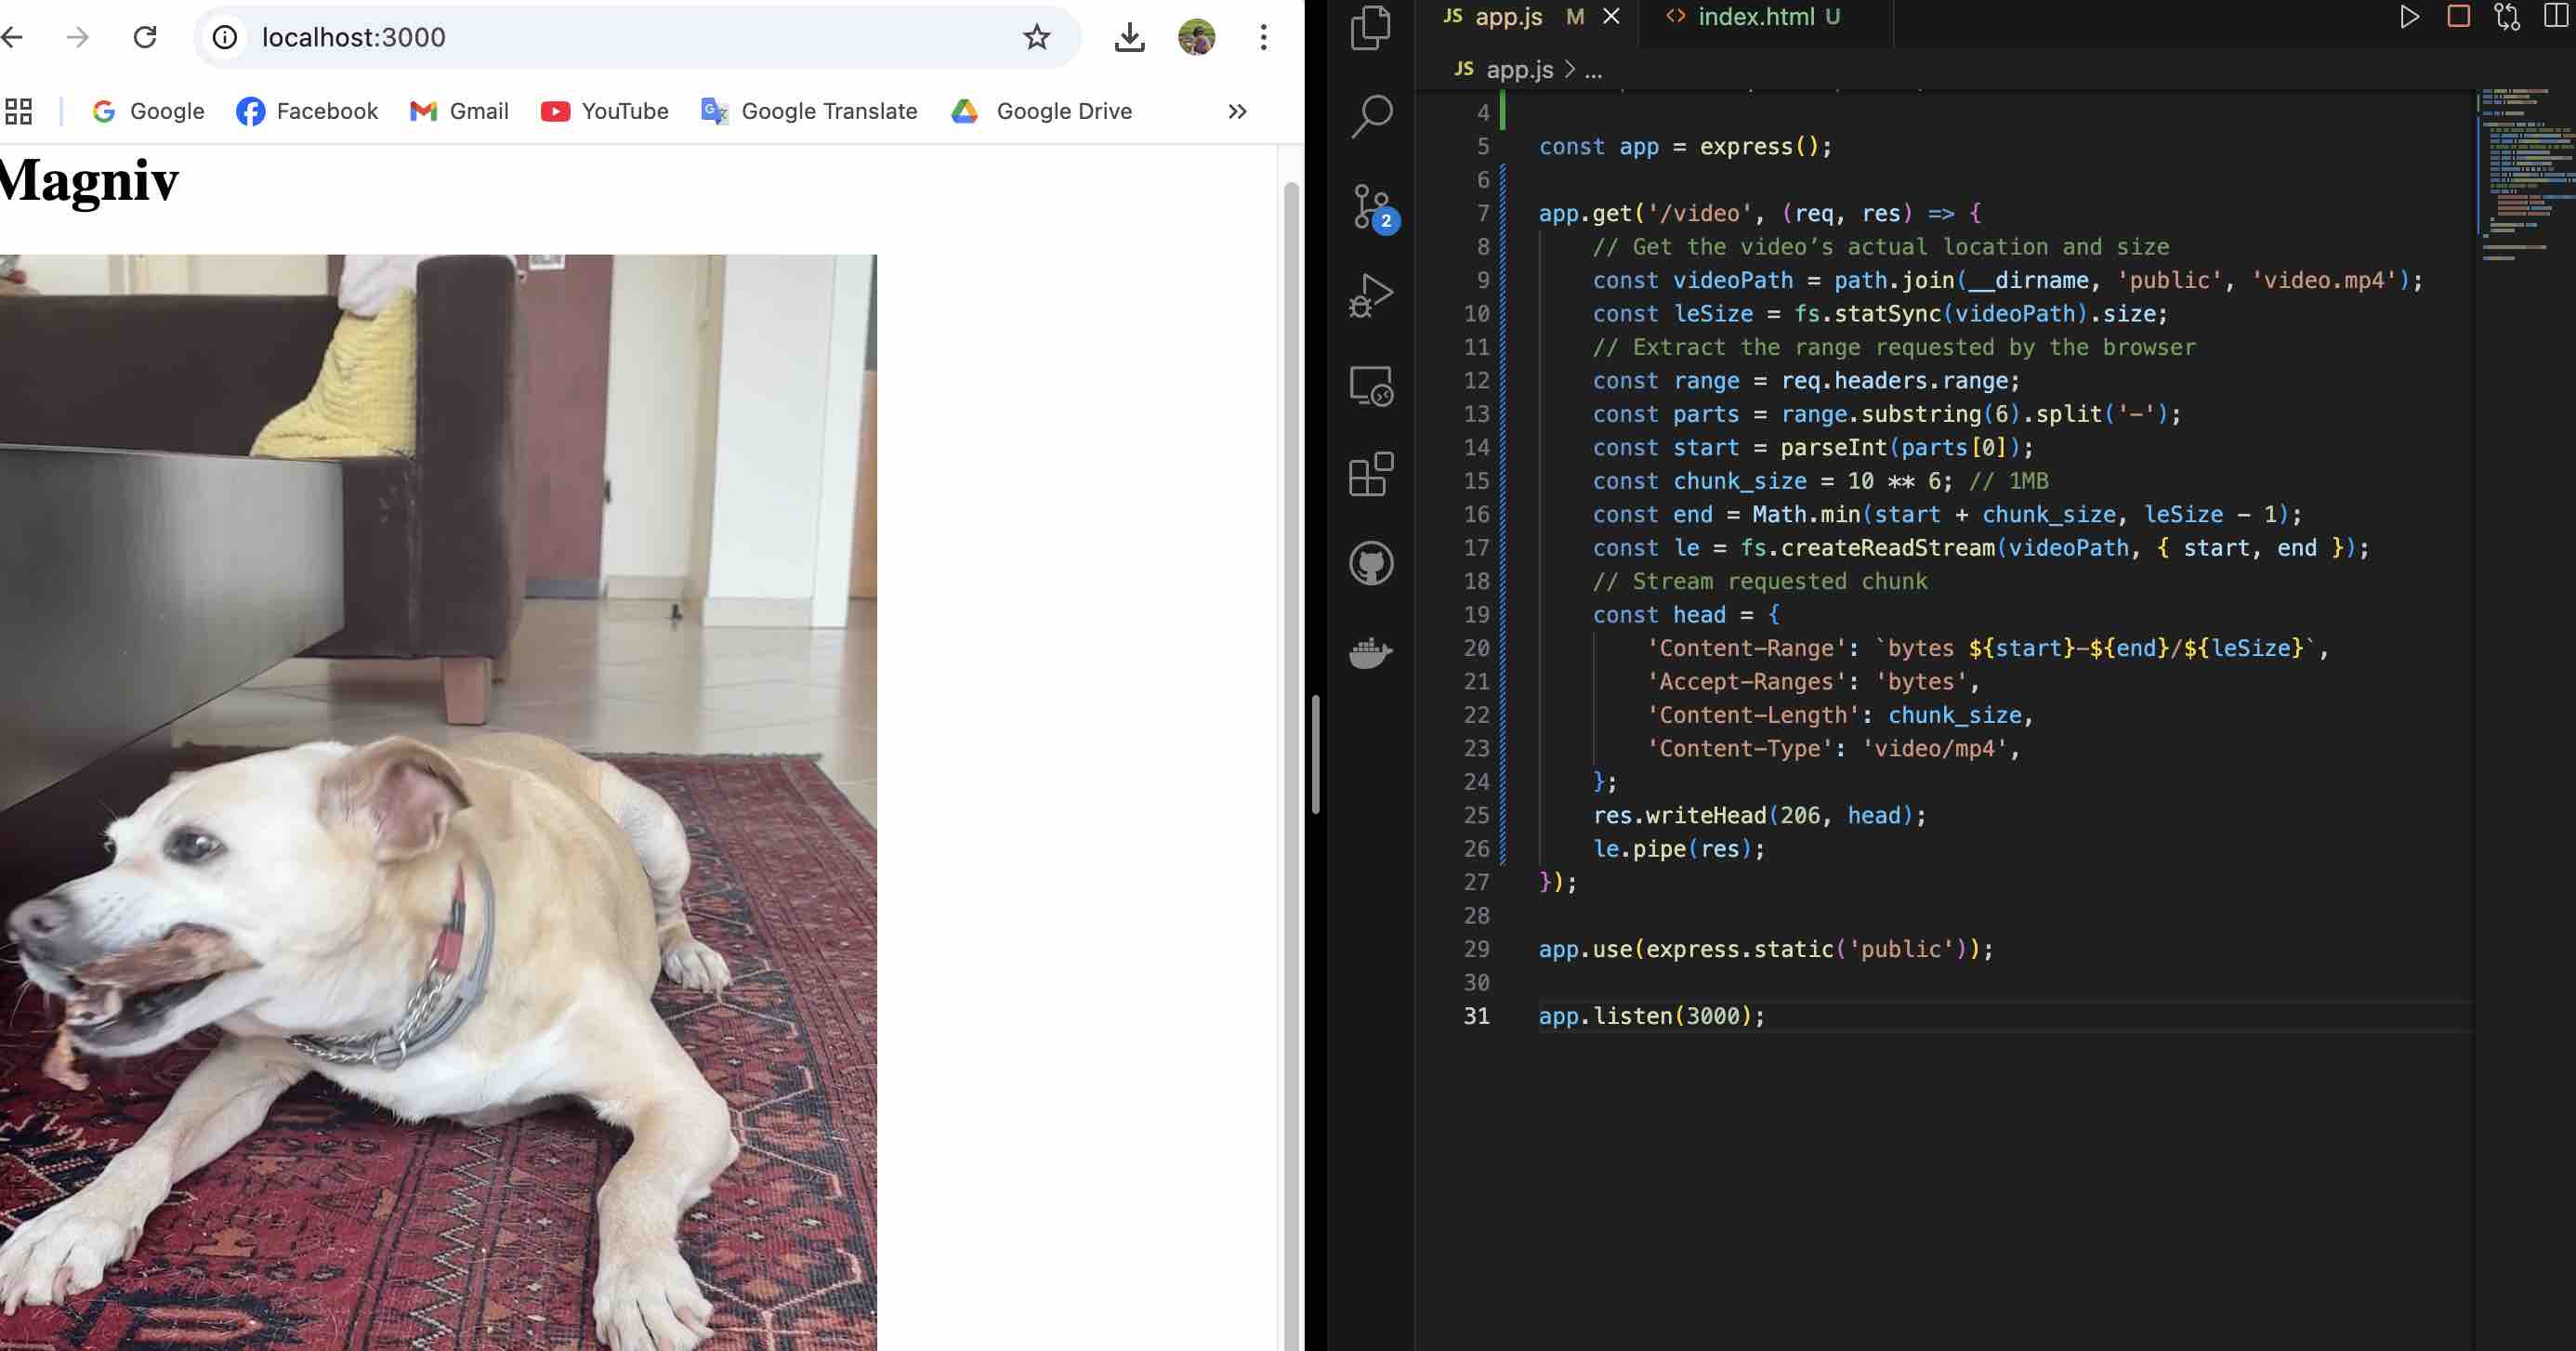 localhost:3000
Google
Facebook
Gmail
YouTube
Google Translate
Google Drive
Magniv
JS app.js M
<> index.html U
JS app.js > ...
2
4
5 const app = express();
6
7 app.get('/video', (req, res) => {
8 // Get the video’s actual location and size
9 const videoPath = path.join(__dirname, 'public', 'video.mp4');
10 const leSize = fs.statSync(videoPath).size;
11 // Extract the range requested by the browser
12 const range = req.headers.range;
13 const parts = range.substring(6).split('-');
14 const start = parseInt(parts[0]);
15 const chunk_size = 10 ** 6; // 1MB
16 const end = Math.min(start + chunk_size, leSize - 1);
17 const le = fs.createReadStream(videoPath, { start, end });
18 // Stream requested chunk
19 const head = {
20 'Content-Range': `bytes ${start}-${end}/${leSize}`,
21 'Accept-Ranges': 'bytes',
22 'Content-Length': chunk_size,
23 'Content-Type': 'video/mp4',
24 };
25 res.writeHead(206, head);
26 le.pipe(res);
27 });
28
29 app.use(express.static('public'));
30
31 app.listen(3000);